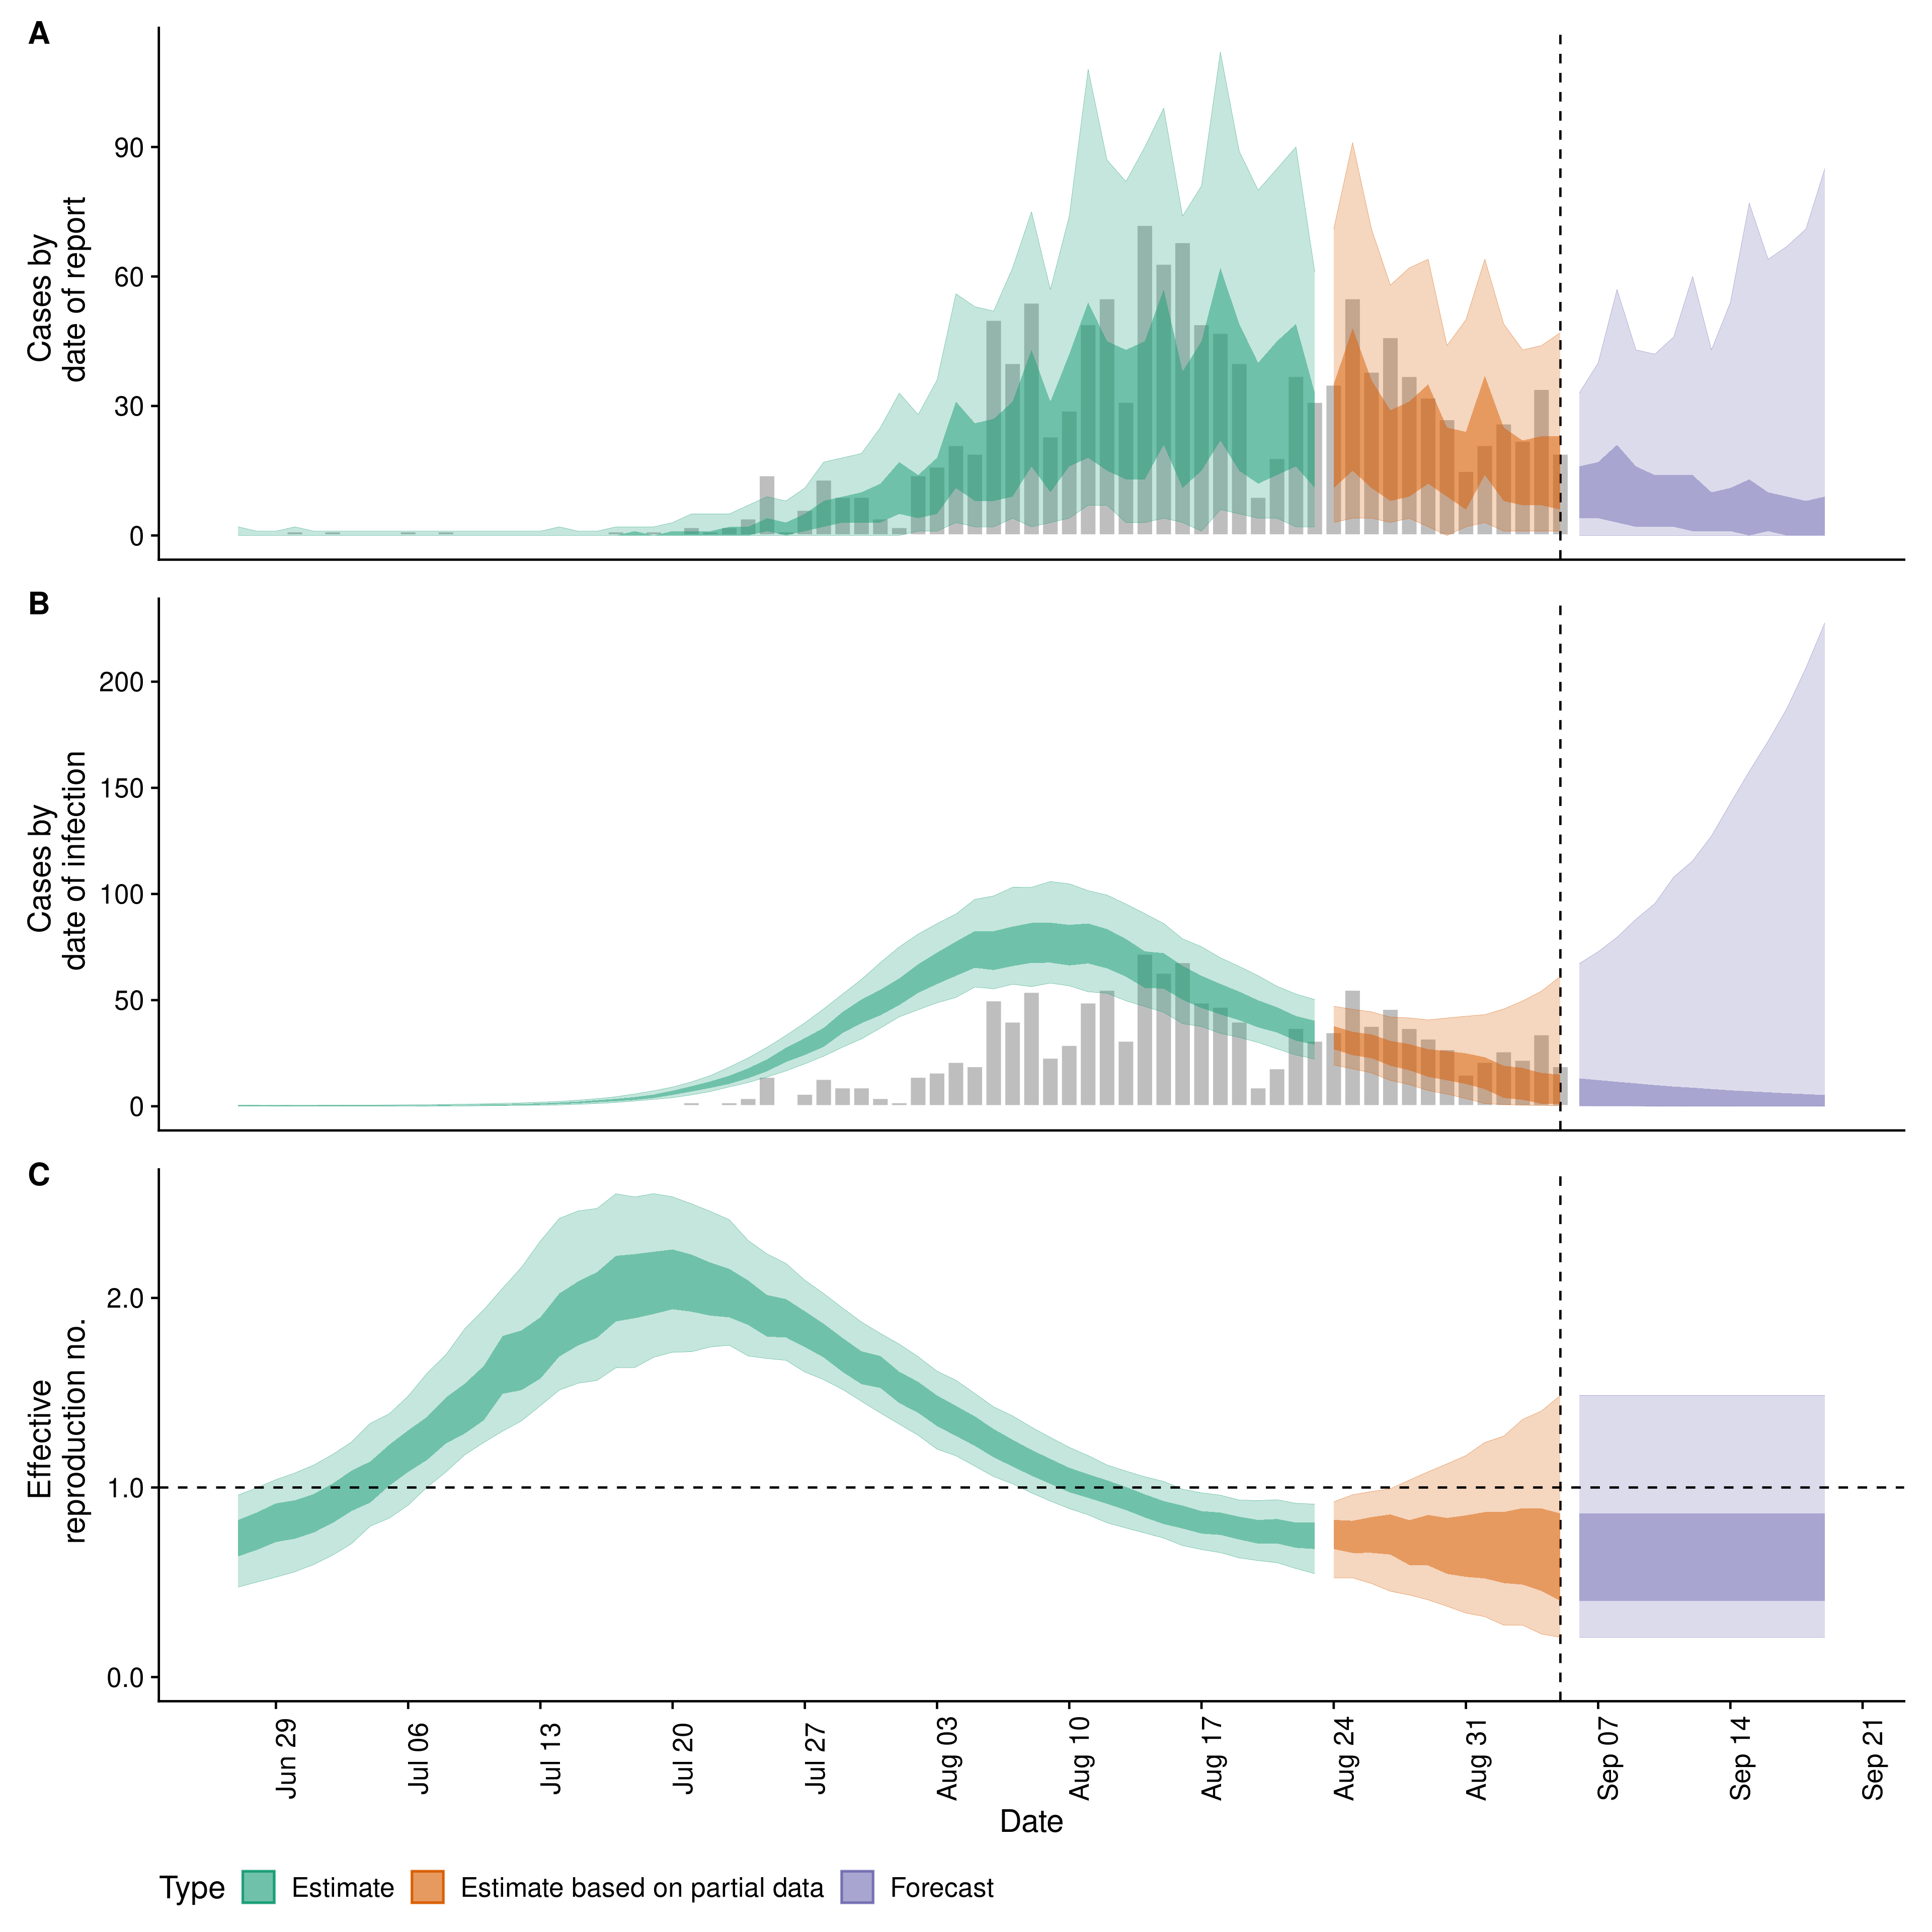 A
Cases by
date of report
90
60
30
0
B
Cases by
date of infection
200
150
100
50
0
C
Effective
reproduction no.
2.0
1.0
0.0
Jun 29
Jul 06
Jul 13
Jul 20
Jul 27
Aug 03
Aug 10
Aug 17
Aug 24
Aug 31
Sep 07
Sep 14
Sep 21
Date
Type Estimate Estimate based on partial data Forecast